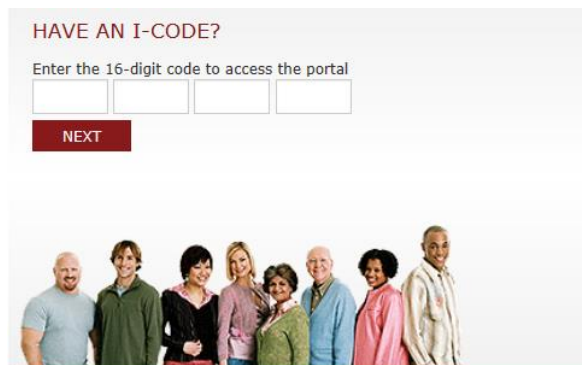 HAVE AN I-CODE?
Enter the 16-digit code to access the portal
NEXT